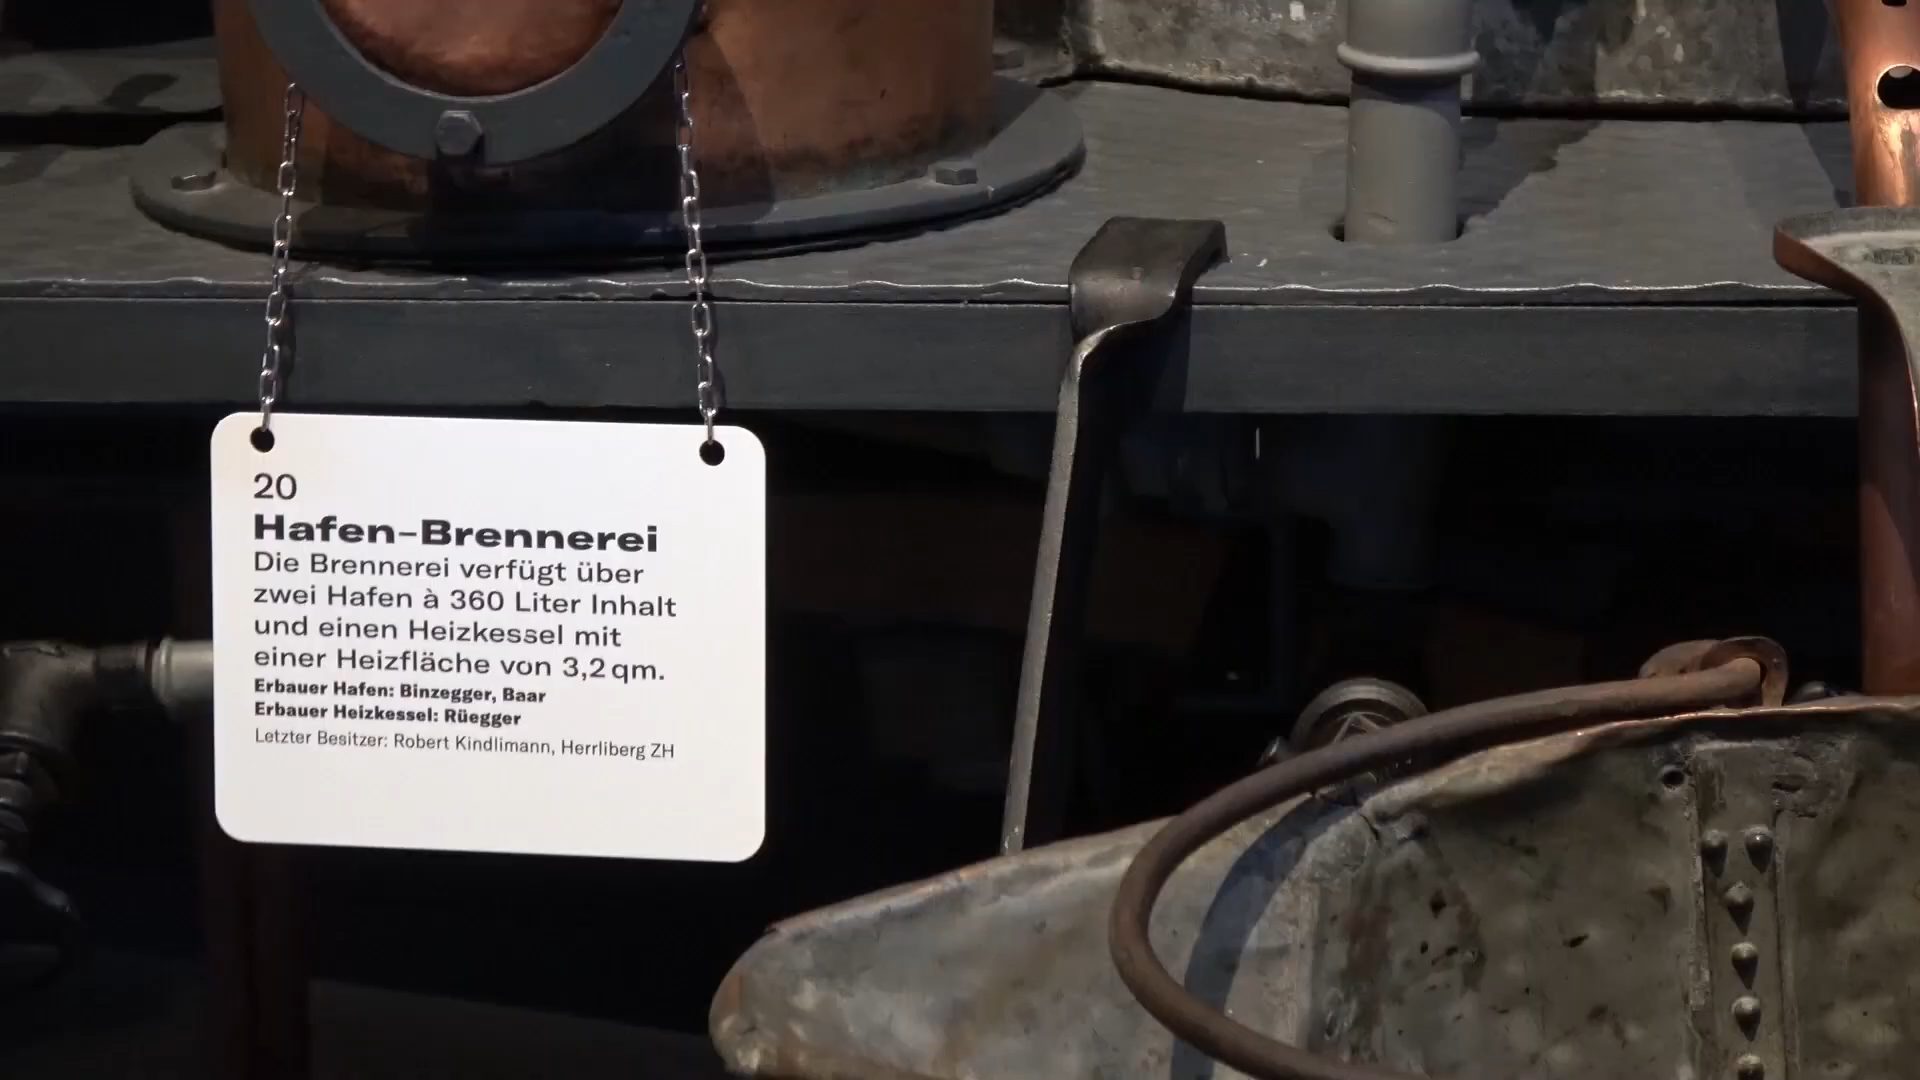 20
Hafen-Brennerei
Die Brennerei verfügt über
zwei Hafen à 360 Liter Inhalt
und einen Heizkessel mit
einer Heizfläche von 3,2 qm.
Erbauer Hafen: Binzegger, Baar
Erbauer Heizkessel: Rüegger
Letzter Besitzer: Robert Kindlimann, Herrliberg ZH